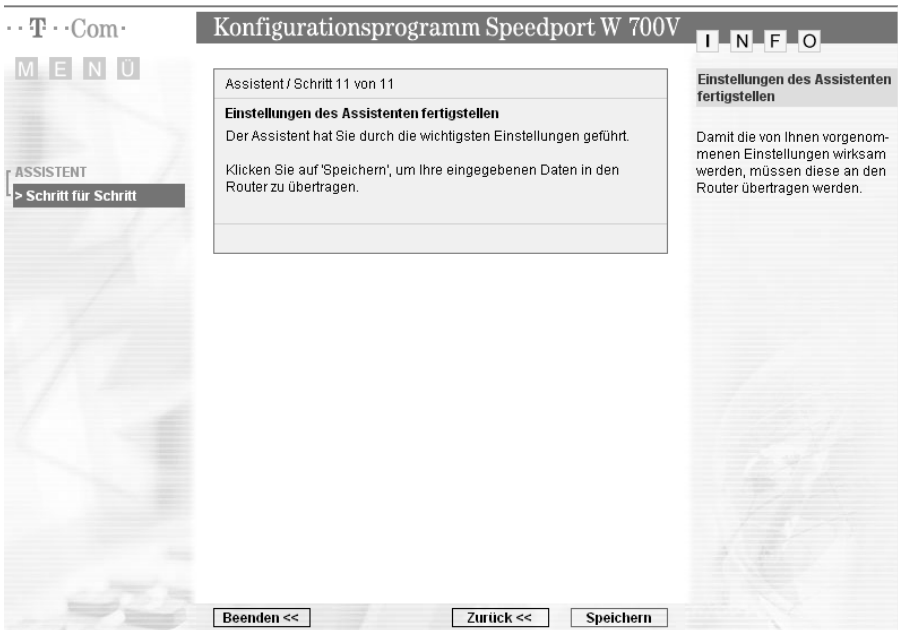 ··T··Com·
Konfigurationsprogramm Speedport W 700V
INFO
MENÜ
ASSISTENT
> Schritt für Schritt
Assistent / Schritt 11 von 11
Einstellungen des Assistenten fertigstellen
Der Assistent hat Sie durch die wichtigsten Einstellungen geführt.
Klicken Sie auf 'Speichern', um Ihre eingegebenen Daten in den
Router zu übertragen.
Einstellungen des Assistenten
fertigstellen
Damit die von Ihnen vorgenom-
menen Einstellungen wirksam
werden, müssen diese an den
Router übertragen werden.
Beenden <<
Zurück <<
Speichern